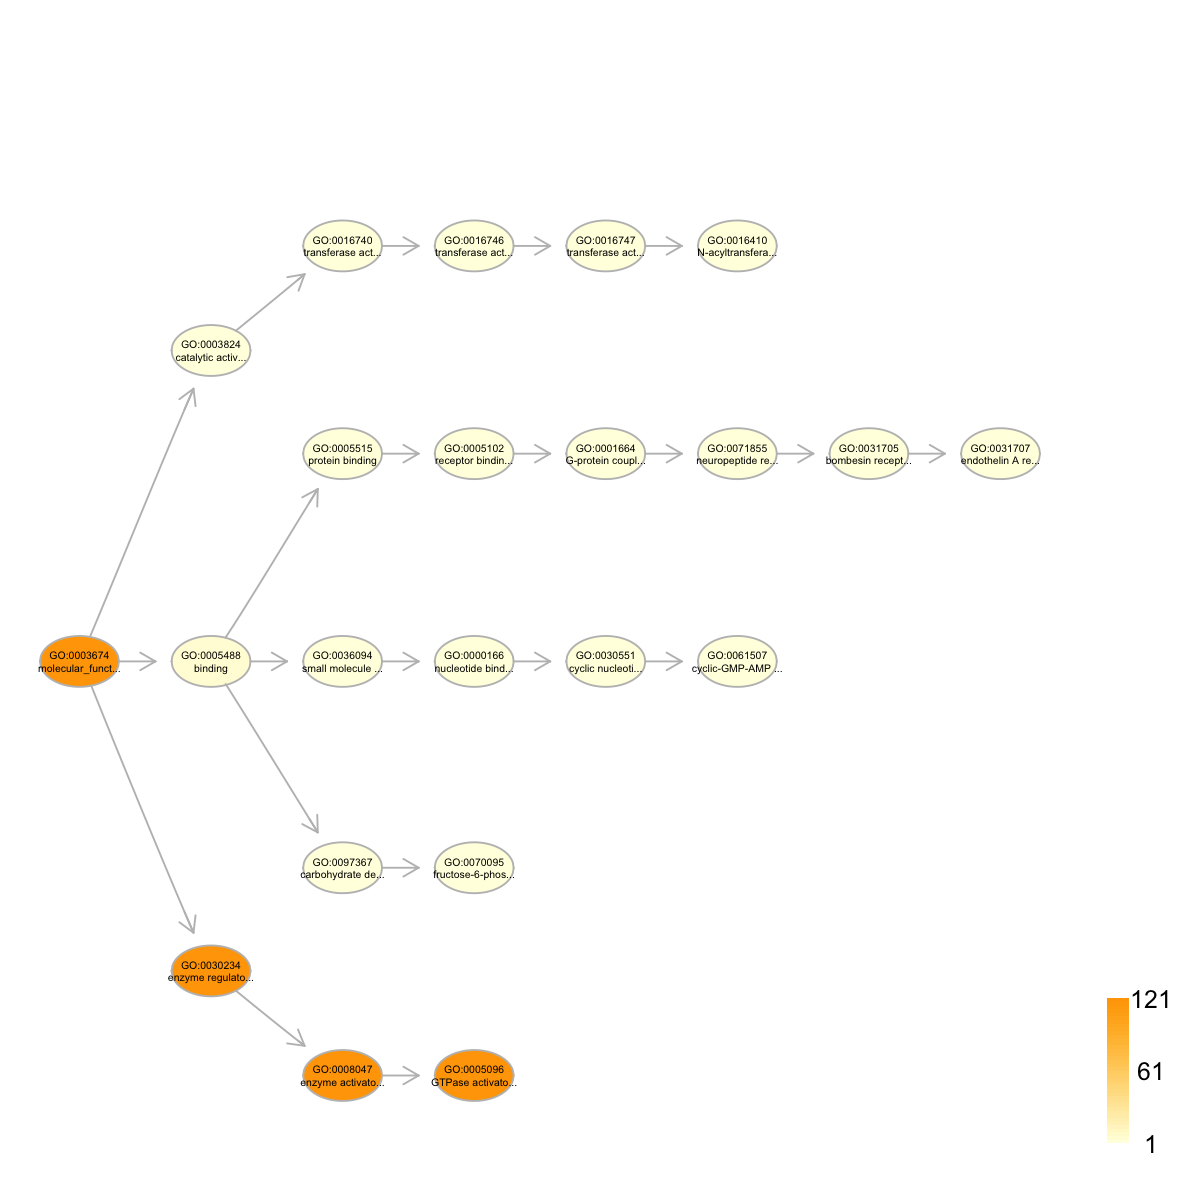 GO:0016740
transferase act...
GO:0016746
transferase act...
GO:0016747
transferase act...
GO:0016410
N-acyltransfera...
GO:0003824
catalytic activ...
GO:0005515
protein binding
GO:0005102
receptor bindin...
GO:0001664
G-protein coupl...
GO:0071855
neuropeptide re...
GO:0031705
bombesin recept...
GO:0031707
endothelin A re...
GO:0003674
molecular_funct...
GO:0005488
binding
GO:0036094
small molecule ...
GO:0000166
nucleotide bind...
GO:0030551
cyclic nucleoti...
GO:0061507
cyclic-GMP-AMP ...
GO:0097367
carbohydrate de...
GO:0070095
fructose-6-phos...
GO:0030234
enzyme regulato...
GO:0008047
enzyme activato...
GO:0005096
GTPase activato...
121
61
1